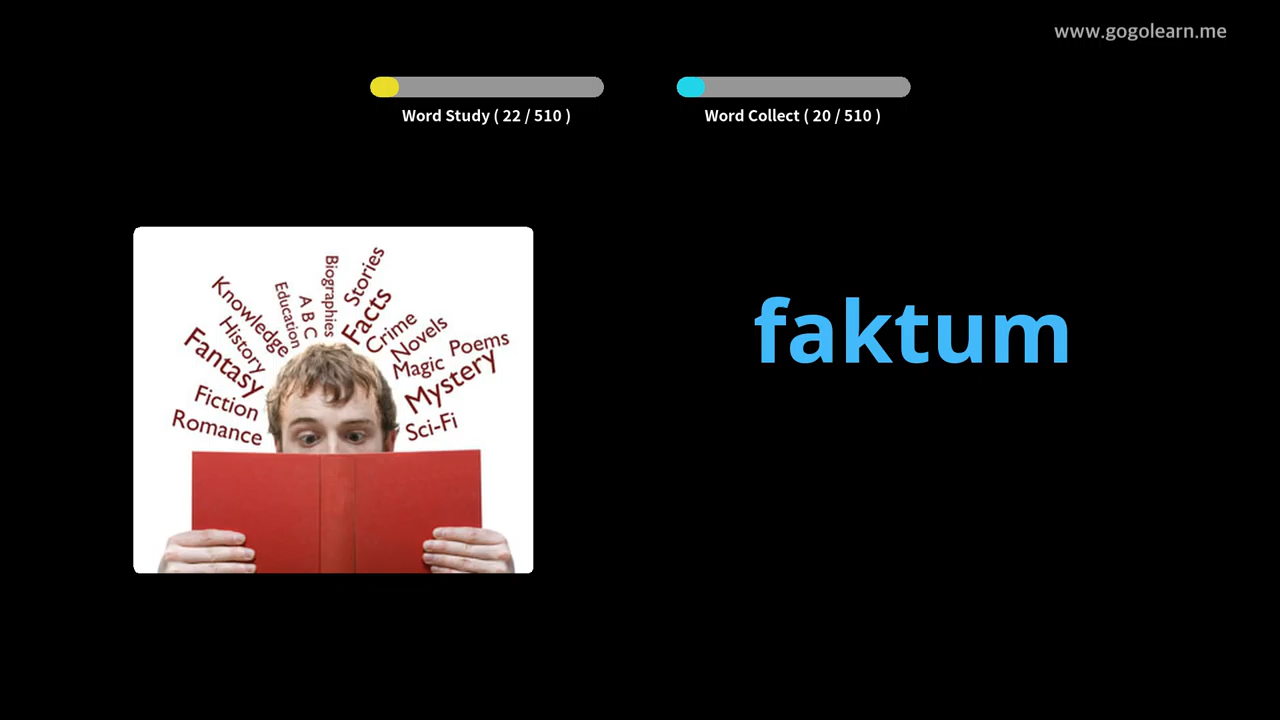 www.gogolearn.me
Word Study ( 22 / 510 )
Word Collect ( 20 / 510 )
Biographies
Stories
Education
A B C
Facts
Knowledge
Crime
History
Novels
Poems
Fantasy
Magic
Mystery
Fiction
Romance
Sci-Fi
faktum